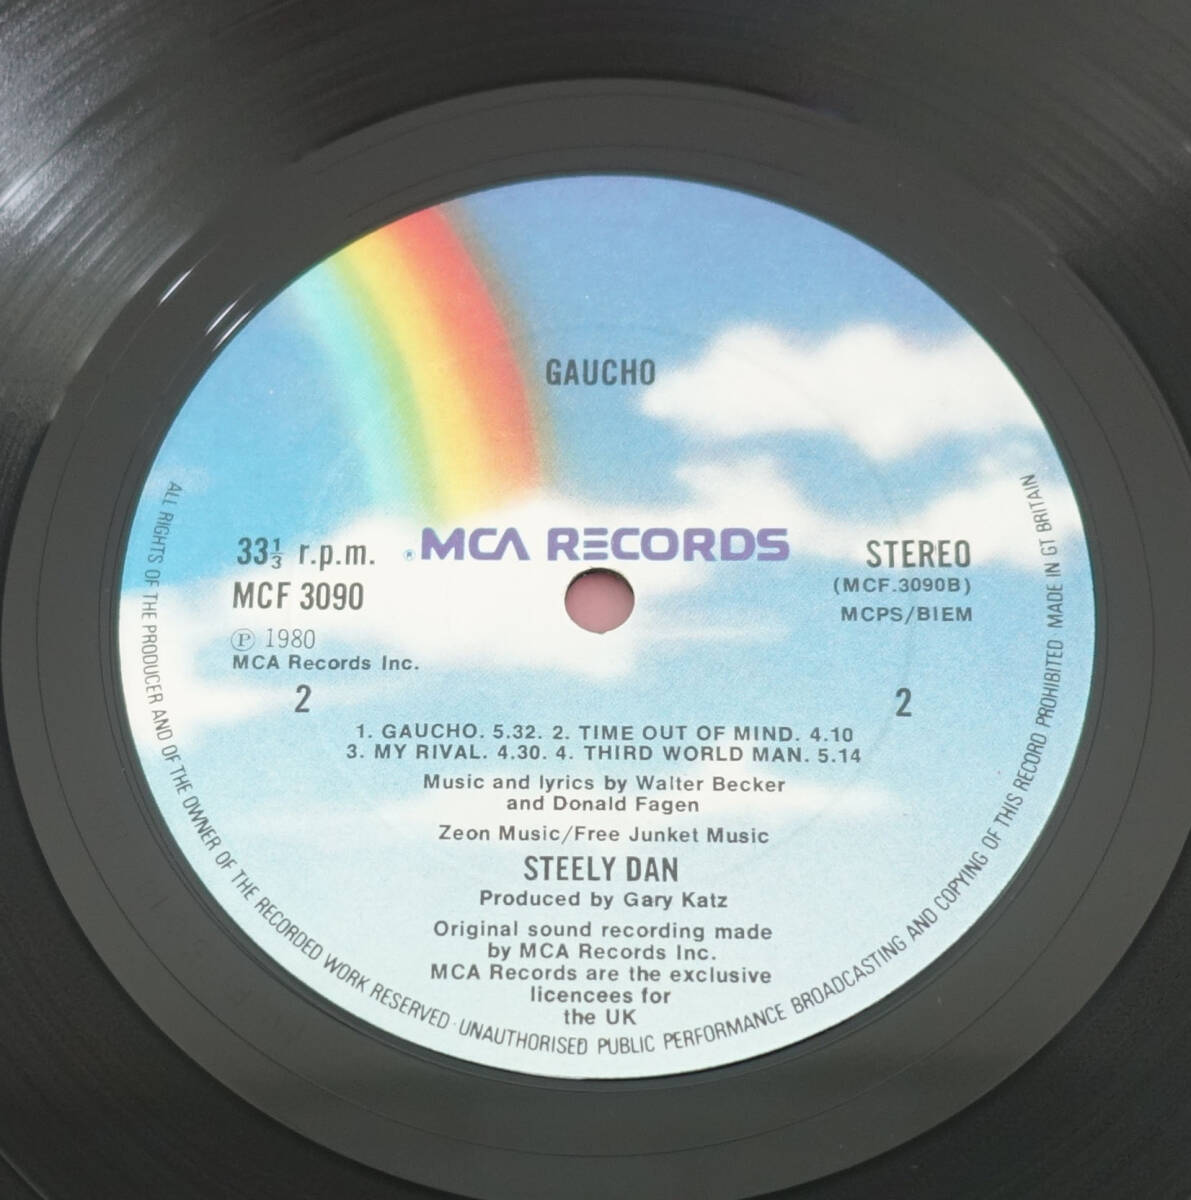 GAUCHO
® MCA RECORDS
33⅓ r.p.m.
MCF 3090
Ⓟ 1980
MCA Records Inc.
2
STEREO
(MCF.3090B)
MCPS/BIEM
2
1. GAUCHO. 5.32. 2. TIME OUT OF MIND. 4.10
3. MY RIVAL. 4.30. 4. THIRD WORLD MAN. 5.14
Music and lyrics by Walter Becker
and Donald Fagen
Zeon Music/Free Junket Music
STEELY DAN
Produced by Gary Katz
Original sound recording made
by MCA Records Inc.
MCA Records are the exclusive
licencees for
the UK
ALL RIGHTS OF THE PRODUCER AND OF THE OWNER OF THE RECORDED WORK RESERVED · UNAUTHORISED PUBLIC PERFORMANCE BROADCASTING AND COPYING OF THIS RECORD PROHIBITED MADE IN GT BRITAIN